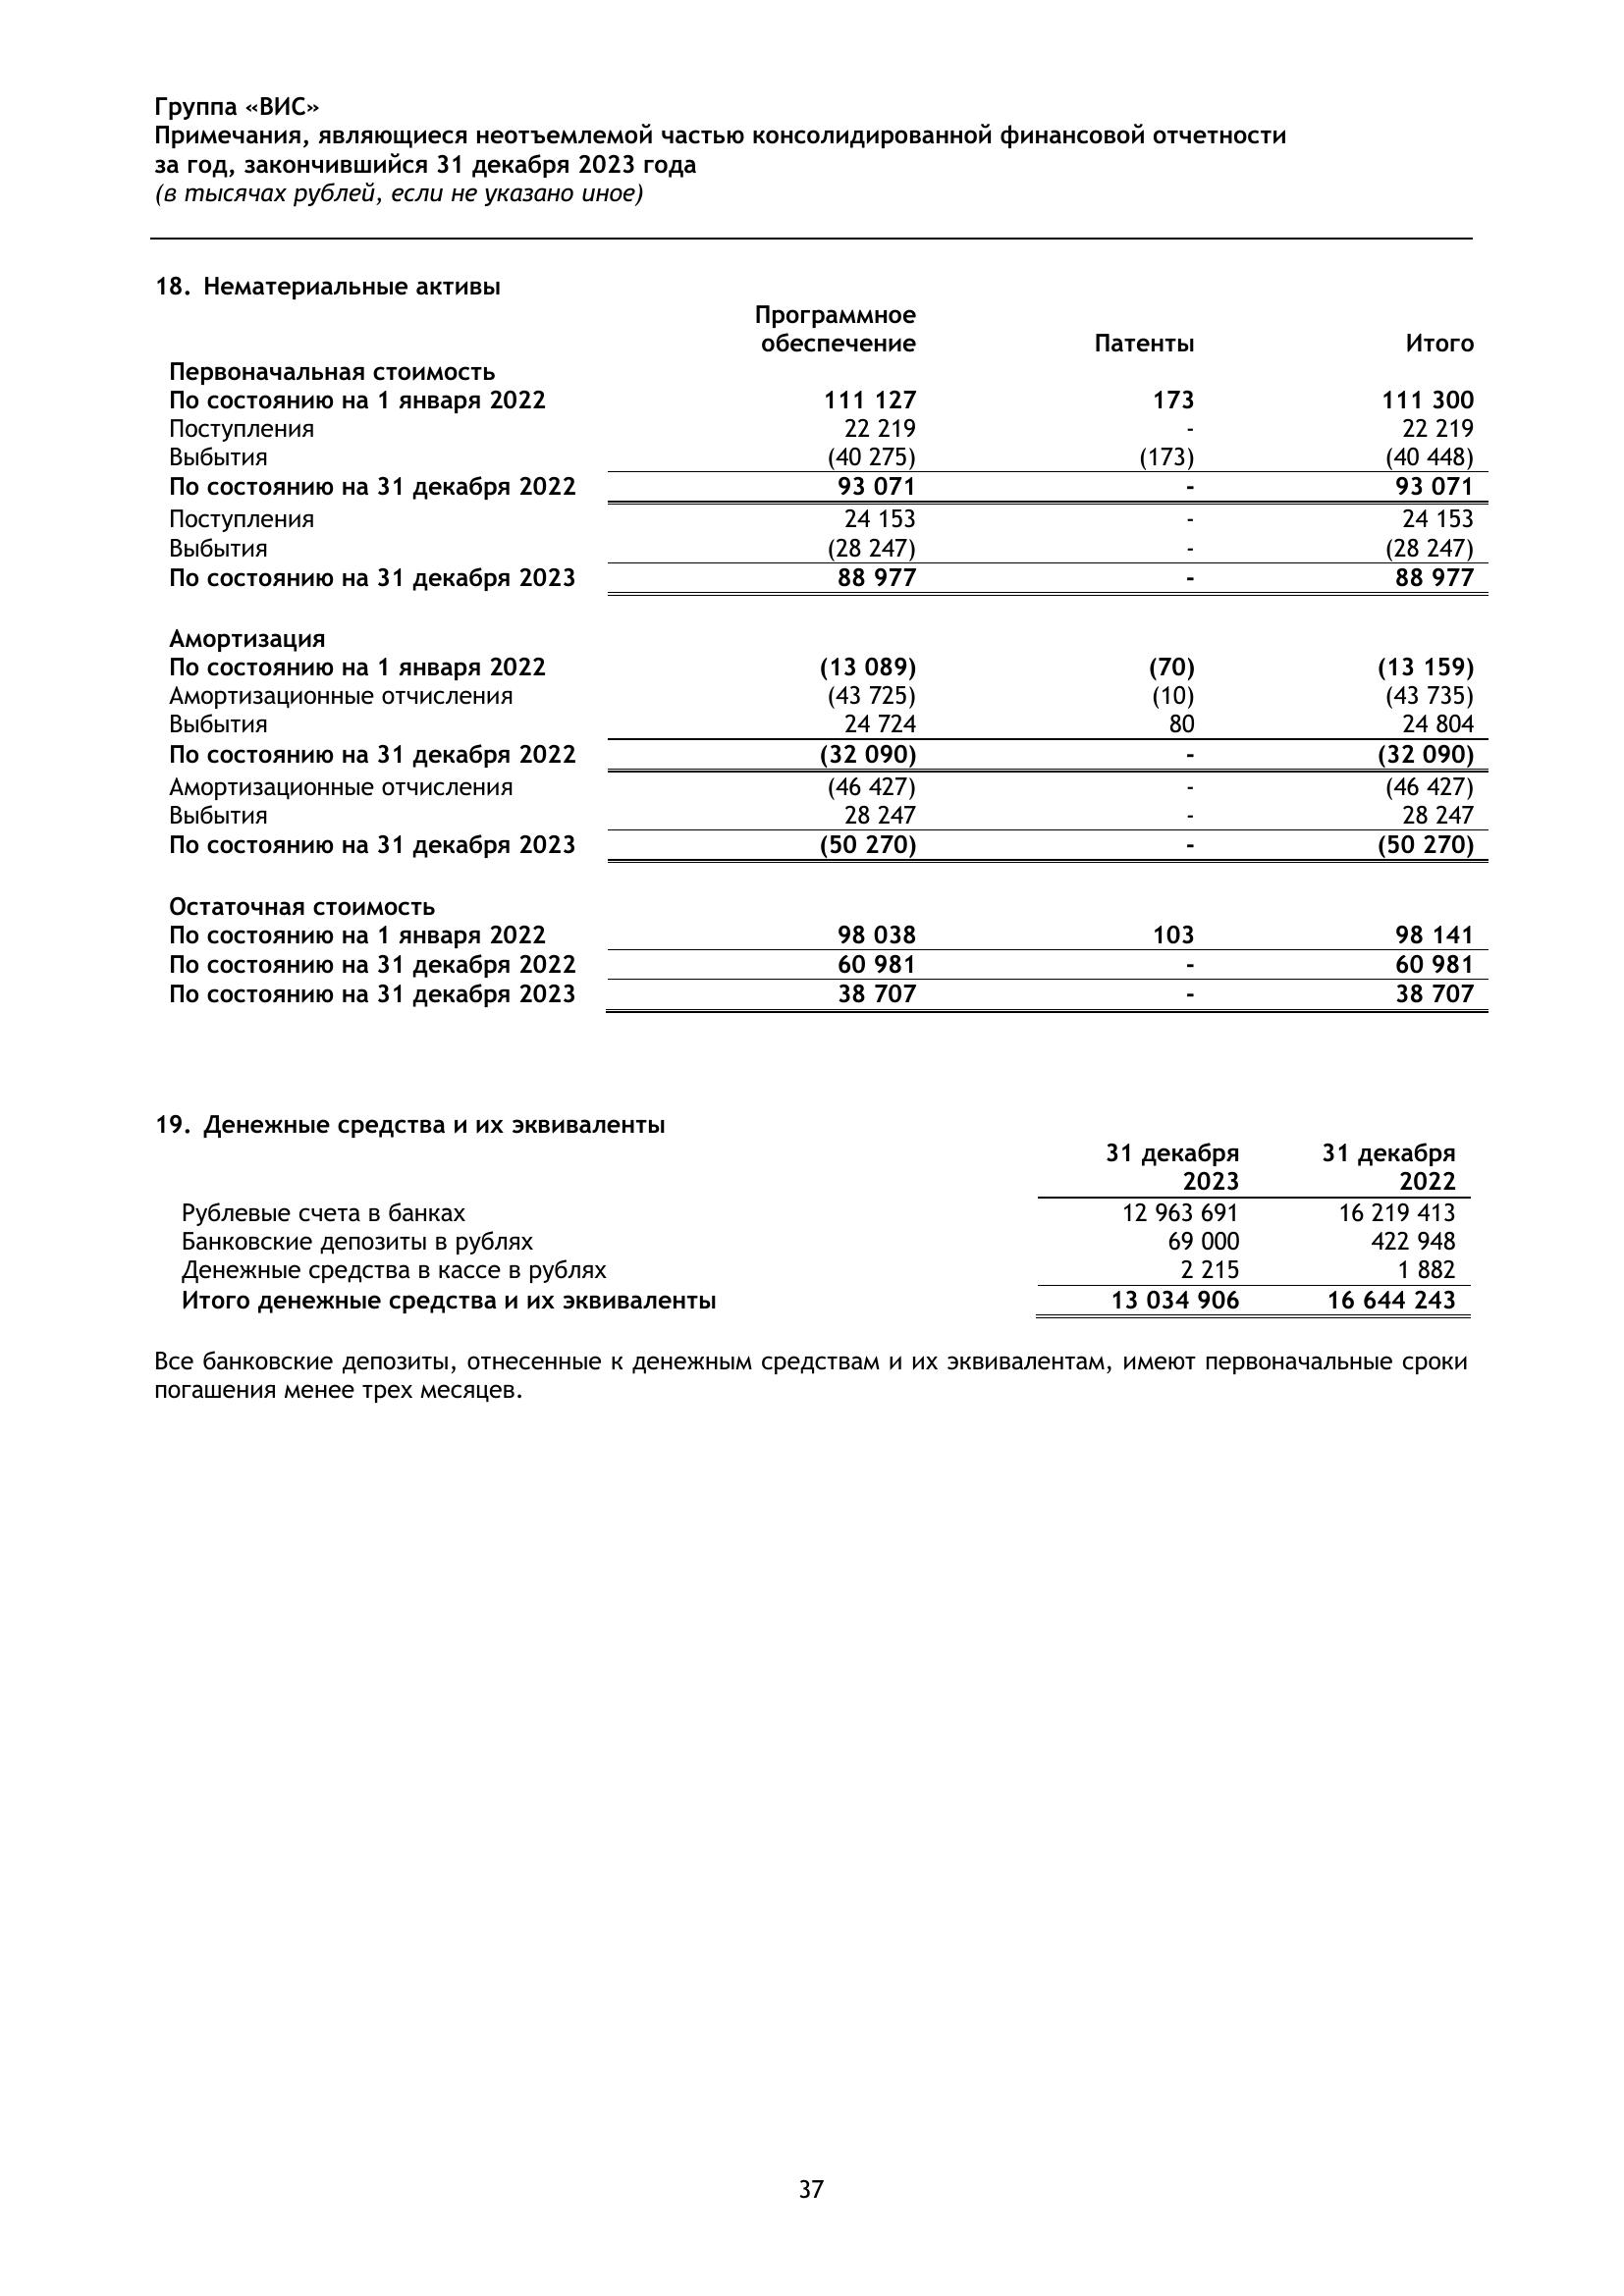 Группа «ВИС»
Примечания, являющиеся неотъемлемой частью консолидированной финансовой отчетности
за год, закончившийся 31 декабря 2023 года
(в тысячах рублей, если не указано иное)
18. Нематериальные активы
Программное
обеспечение Патенты Итого
Первоначальная стоимость
По состоянию на 1 января 2022 111 127 173 111 300
Поступления 22 219 - 22 219
Выбытия (40 275) (173) (40 448)
По состоянию на 31 декабря 2022 93 071 - 93 071
Поступления 24 153 - 24 153
Выбытия (28 247) - (28 247)
По состоянию на 31 декабря 2023 88 977 - 88 977
Амортизация
По состоянию на 1 января 2022 (13 089) (70) (13 159)
Амортизационные отчисления (43 725) (10) (43 735)
Выбытия 24 724 80 24 804
По состоянию на 31 декабря 2022 (32 090) - (32 090)
Амортизационные отчисления (46 427) - (46 427)
Выбытия 28 247 - 28 247
По состоянию на 31 декабря 2023 (50 270) - (50 270)
Остаточная стоимость
По состоянию на 1 января 2022 98 038 103 98 141
По состоянию на 31 декабря 2022 60 981 - 60 981
По состоянию на 31 декабря 2023 38 707 - 38 707
19. Денежные средства и их эквиваленты
31 декабря 31 декабря
2023 2022
Рублевые счета в банках 12 963 691 16 219 413
Банковские депозиты в рублях 69 000 422 948
Денежные средства в кассе в рублях 2 215 1 882
Итого денежные средства и их эквиваленты 13 034 906 16 644 243
Все банковские депозиты, отнесенные к денежным средствам и их эквивалентам, имеют первоначальные сроки
погашения менее трех месяцев.
37